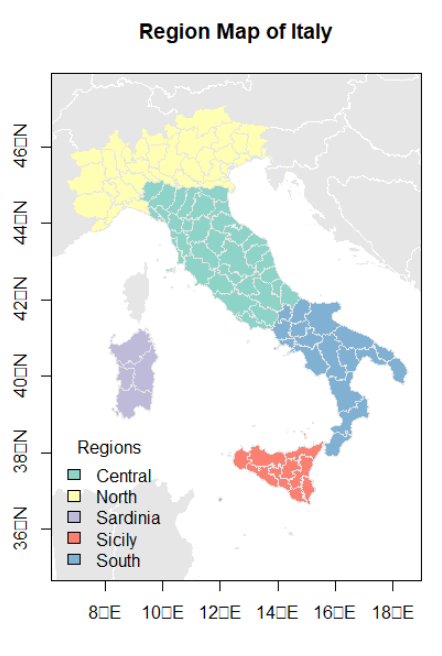 Region Map of Italy
46▯N
44▯N
42▯N
40▯N
38▯N
36▯N
Regions
Central
North
Sardinia
Sicily
South
8▯E
10▯E
12▯E
14▯E
16▯E
18▯E